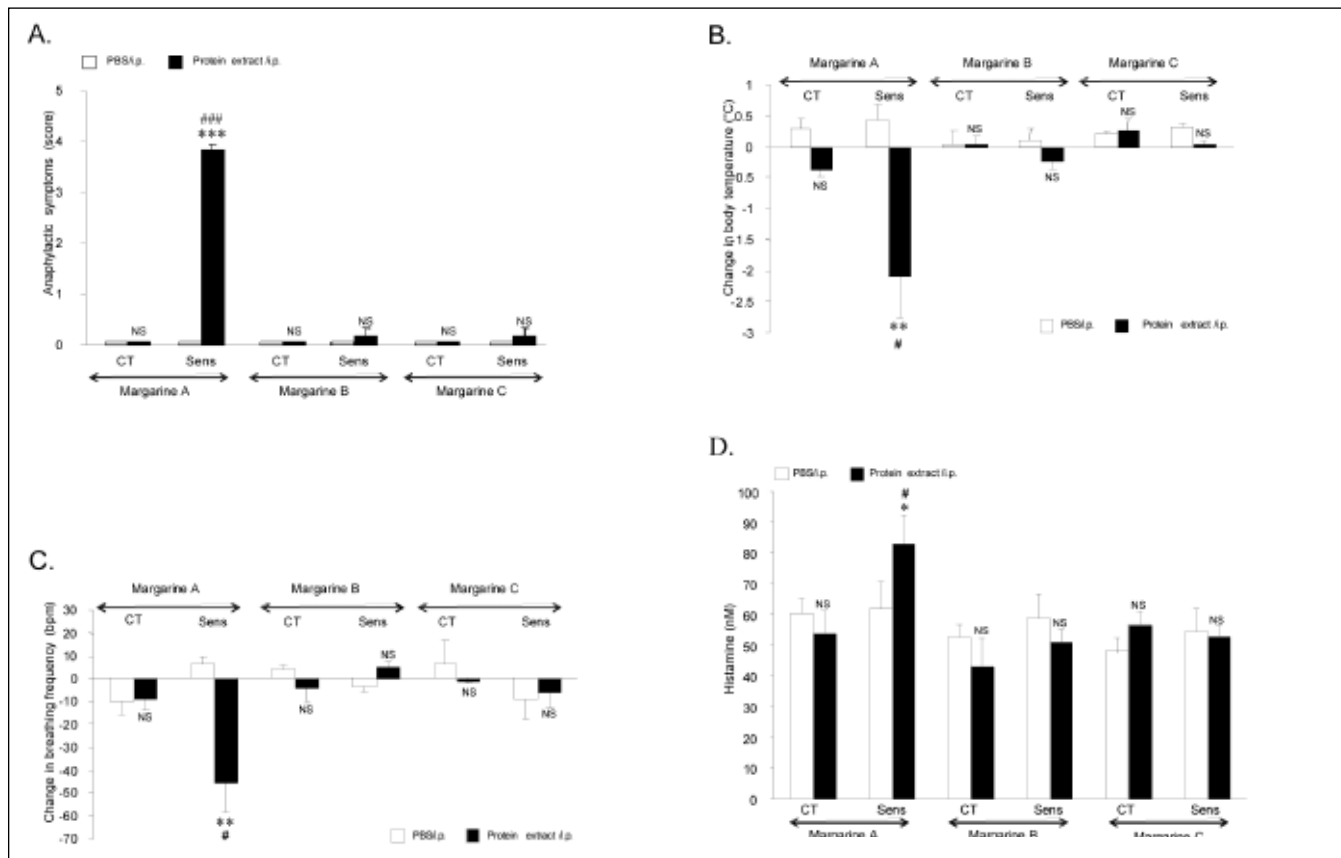 A.
PBS/i.p. Protein extract /i.p.
Anaphylactic symptoms (score)
5
4
3
2
1
0
###
***
NS NS NS NS NS
CT Sens CT Sens CT Sens
Margarine A Margarine B Margarine C
B.
Margarine A Margarine B Margarine C
CT Sens CT Sens CT Sens
Change in body temperature (°C)
1
0.5
0
-0.5
-1
-1.5
-2
-2.5
-3
NS NS NS NS NS
**
#
PBS/i.p. Protein extract /i.p.
C.
Margarine A Margarine B Margarine C
CT Sens CT Sens CT Sens
Change in breathing frequency (bpm)
30
20
10
0
-10
-20
-30
-40
-50
-60
-70
NS NS NS NS NS
**
#
PBS/i.p. Protein extract /i.p.
D.
PBS/i.p. Protein extract /i.p.
Histamine (nM)
100
90
80
70
60
50
40
30
20
10
0
#
*
NS NS NS NS NS
CT Sens CT Sens CT Sens
Margarine A Margarine B Margarine C